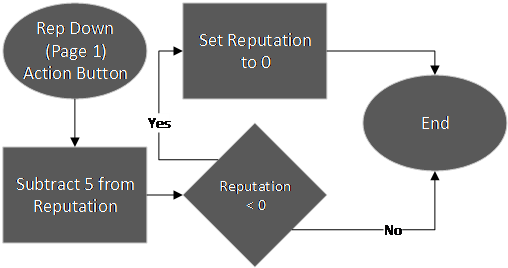 Rep Down
(Page 1)
Action Button
Set Reputation
to 0
Yes
End
Subtract 5 from
Reputation
Reputation
< 0
No